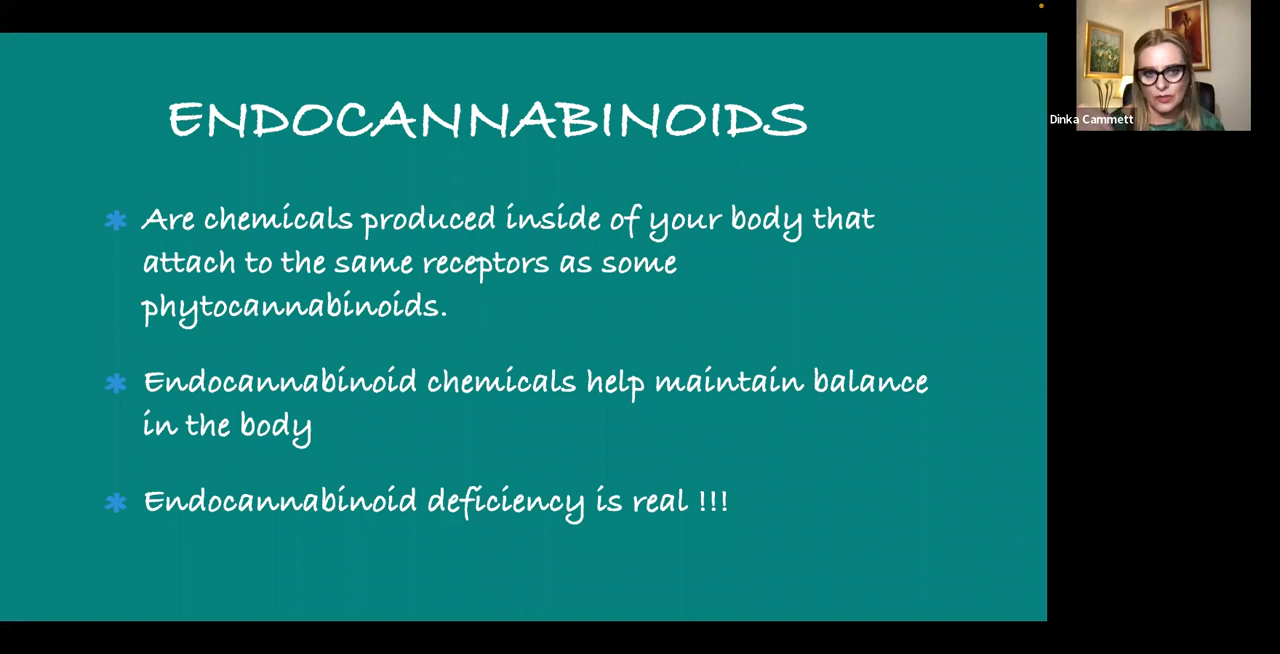 ENDOCANNABINOIDS
Are chemicals produced inside of your body that
attach to the same receptors as some
phytocannabinoids.
Endocannabinoid chemicals help maintain balance
in the body
Endocannabinoid deficiency is real !!!
Dinka Cammett